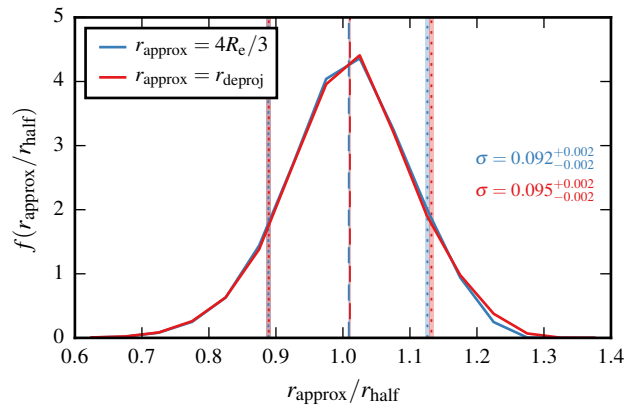 5
4
3
2
1
0
f(r_approx/r_half)
r_approx = 4R_e/3
r_approx = r_deproj
σ = 0.092^{+0.002}_{-0.002}
σ = 0.095^{+0.002}_{-0.002}
0.6 0.7 0.8 0.9 1.0 1.1 1.2 1.3 1.4
r_approx/r_half